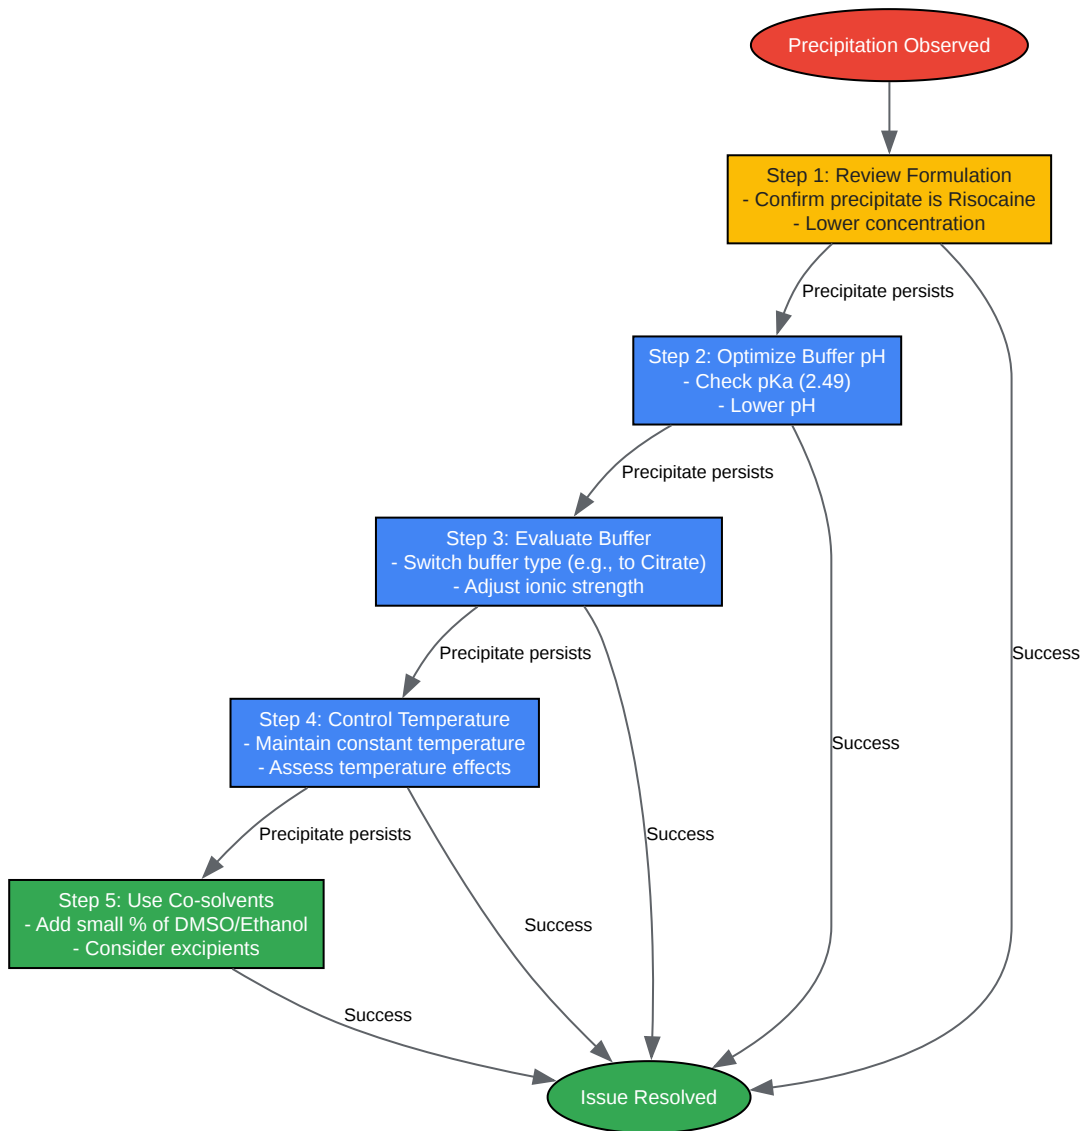 Precipitation Observed
Step 1: Review Formulation
- Confirm precipitate is Risocaine
- Lower concentration
Precipitate persists
Step 2: Optimize Buffer pH
- Check pKa (2.49)
- Lower pH
Precipitate persists
Step 3: Evaluate Buffer
- Switch buffer type (e.g., to Citrate)
- Adjust ionic strength
Precipitate persists
Success
Step 4: Control Temperature
- Maintain constant temperature
- Assess temperature effects
Success
Precipitate persists
Success
Step 5: Use Co-solvents
- Add small % of DMSO/Ethanol
- Consider excipients
Success
Success
Issue Resolved